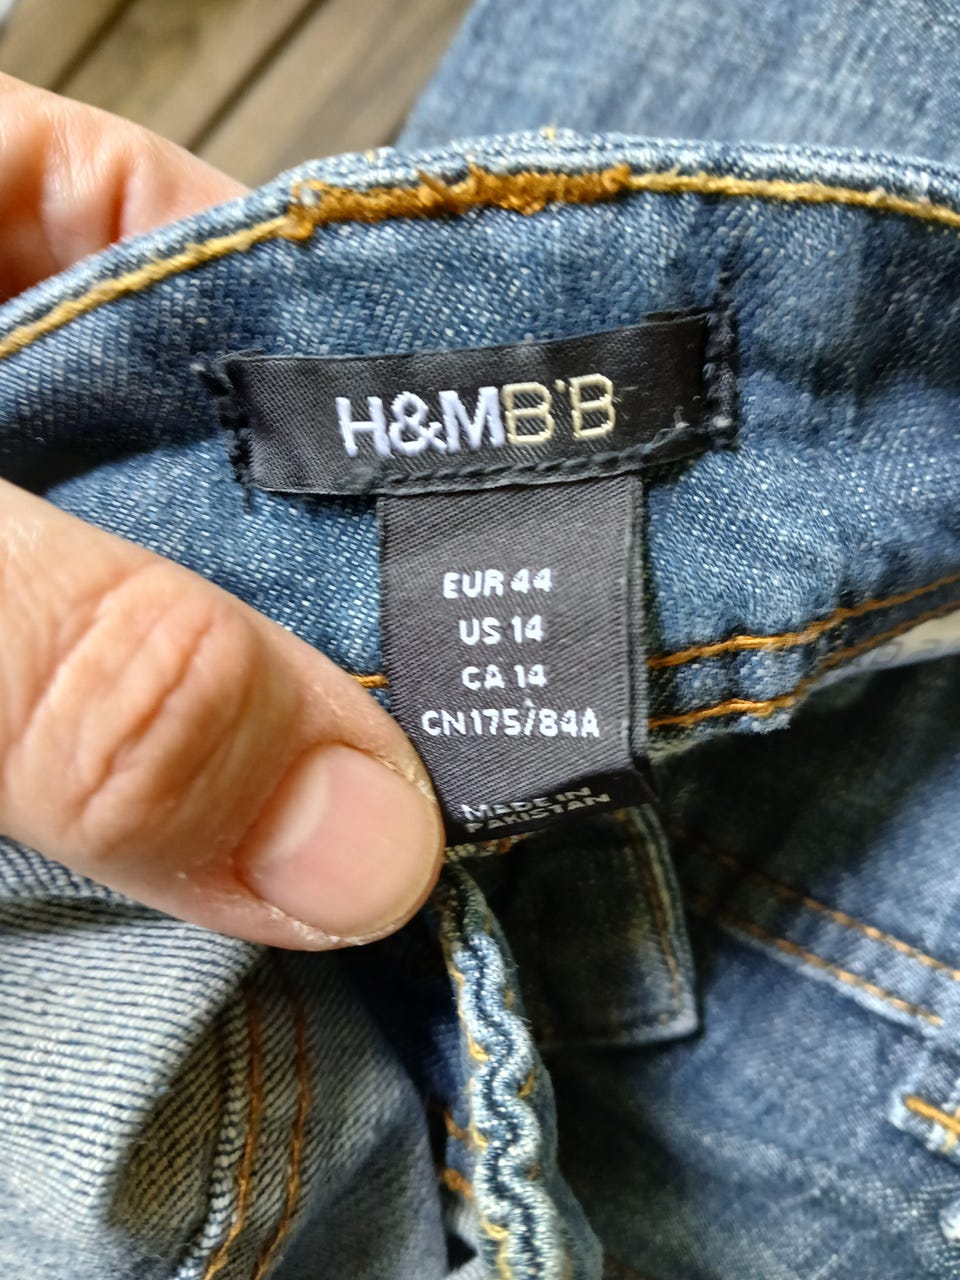 H&MB'B
EUR 44
US 14
CA 14
CN175/84A
MADE IN
PAKISTAN